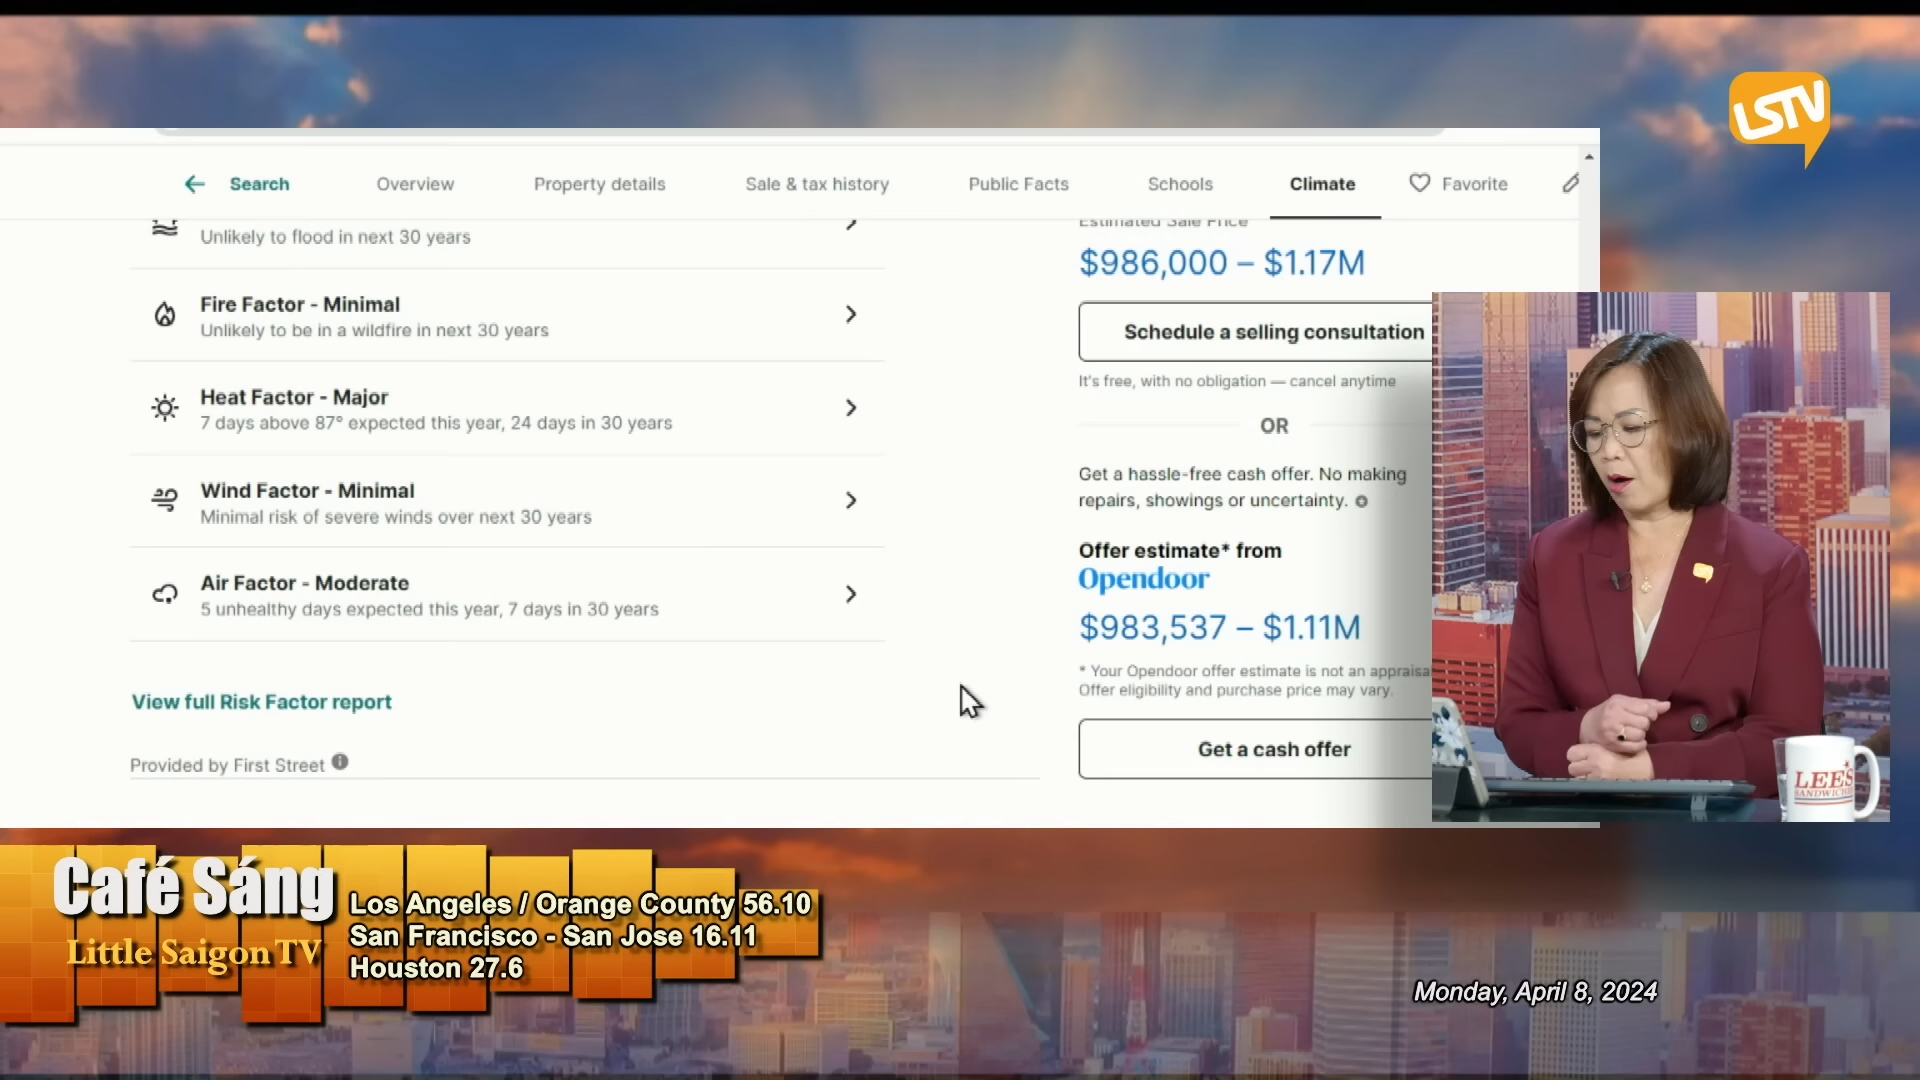 LSTV
Search
Overview
Property details
Sale & tax history
Public Facts
Schools
Climate
Favorite
Unlikely to flood in next 30 years
Fire Factor - Minimal
Unlikely to be in a wildfire in next 30 years
Heat Factor - Major
7 days above 87° expected this year, 24 days in 30 years
Wind Factor - Minimal
Minimal risk of severe winds over next 30 years
Air Factor - Moderate
5 unhealthy days expected this year, 7 days in 30 years
View full Risk Factor report
Provided by First Street
Estimated Sale Price
$986,000 – $1.17M
Schedule a selling consultation
It's free, with no obligation — cancel anytime
OR
Get a hassle-free cash offer. No making
repairs, showings or uncertainty.
Offer estimate* from
Opendoor
$983,537 – $1.11M
* Your Opendoor offer estimate is not an appraisa
Offer eligibility and purchase price may vary.
Get a cash offer
LEE'S
SANDWICHES
Café Sáng
Little Saigon TV
Los Angeles / Orange County 56.10
San Francisco - San Jose 16.11
Houston 27.6
Monday, April 8, 2024